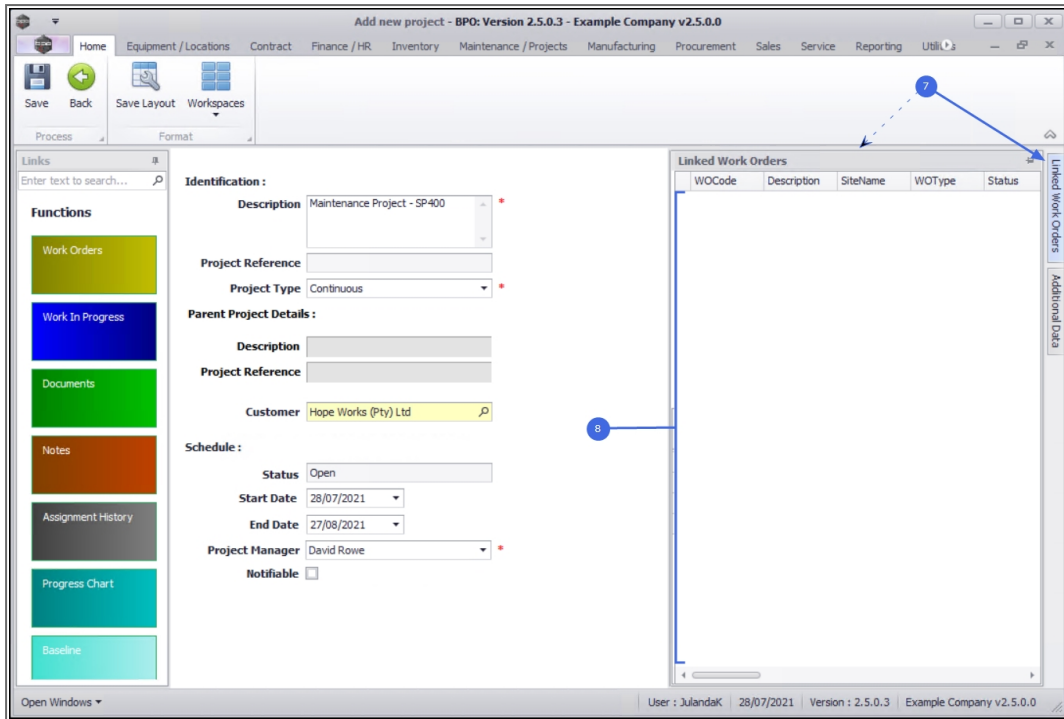 Add new project - BPO: Version 2.5.0.3 - Example Company v2.5.0.0
Home Equipment / Locations Contract Finance / HR Inventory Maintenance / Projects Manufacturing Procurement Sales Service Reporting
Save Back Save Layout Workspaces
Process Format
7
Links
Enter text to search...
Functions
Work Orders
Work In Progress
Documents
Notes
Assignment History
Progress Chart
Baseline
Identification :
Description Maintenance Project - SP400 *
Project Reference
Project Type Continuous *
Parent Project Details :
Description
Project Reference
Customer Hope Works (Pty) Ltd
Schedule :
Status Open
Start Date 28/07/2021
End Date 27/08/2021
Project Manager David Rowe *
Notifiable
8
Linked Work Orders
WOCode Description SiteName WOType Status
Linked Work Orders
Additional Data
Open Windows
User : JulandaK 28/07/2021 Version : 2.5.0.3 Example Company v2.5.0.0